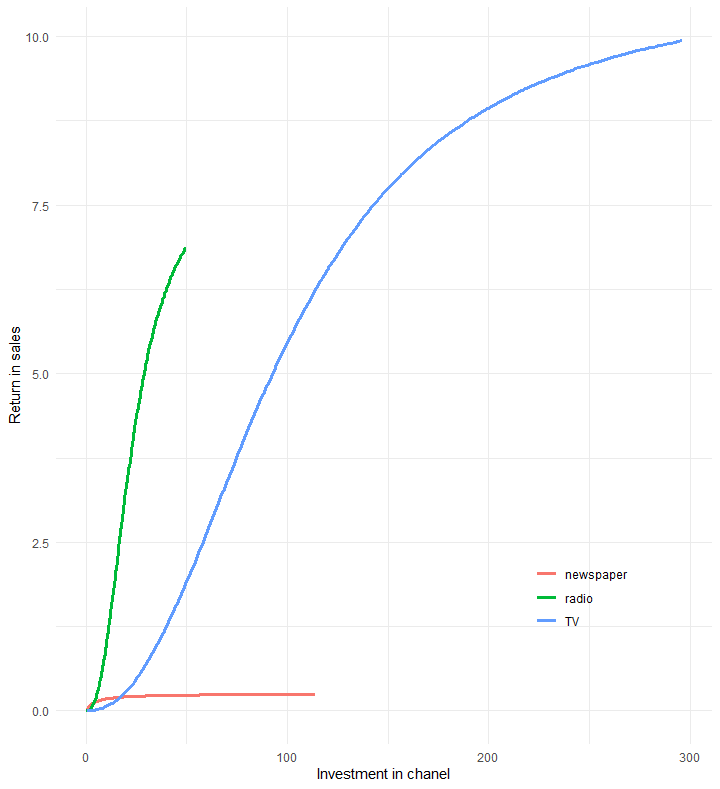 10.0
7.5
5.0
2.5
0.0
Return in sales
newspaper
radio
TV
0
100
200
300
Investment in chanel